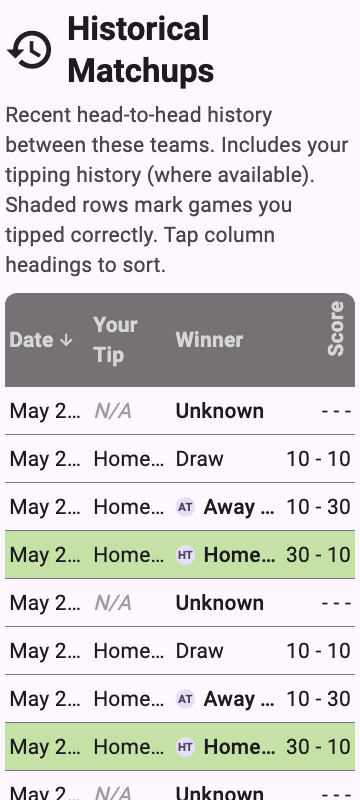 Historical
Matchups
Recent head-to-head history
between these teams. Includes your
tipping history (where available).
Shaded rows mark games you
tipped correctly. Tap column
headings to sort.
Date ↓ Your Tip Winner Score
May 2... N/A Unknown - - -
May 2... Home... Draw 10 - 10
May 2... Home... AT Away ... 10 - 30
May 2... Home... HT Home... 30 - 10
May 2... N/A Unknown - - -
May 2... Home... Draw 10 - 10
May 2... Home... AT Away ... 10 - 30
May 2... Home... HT Home... 30 - 10
May 2... N/A Unknown - - -